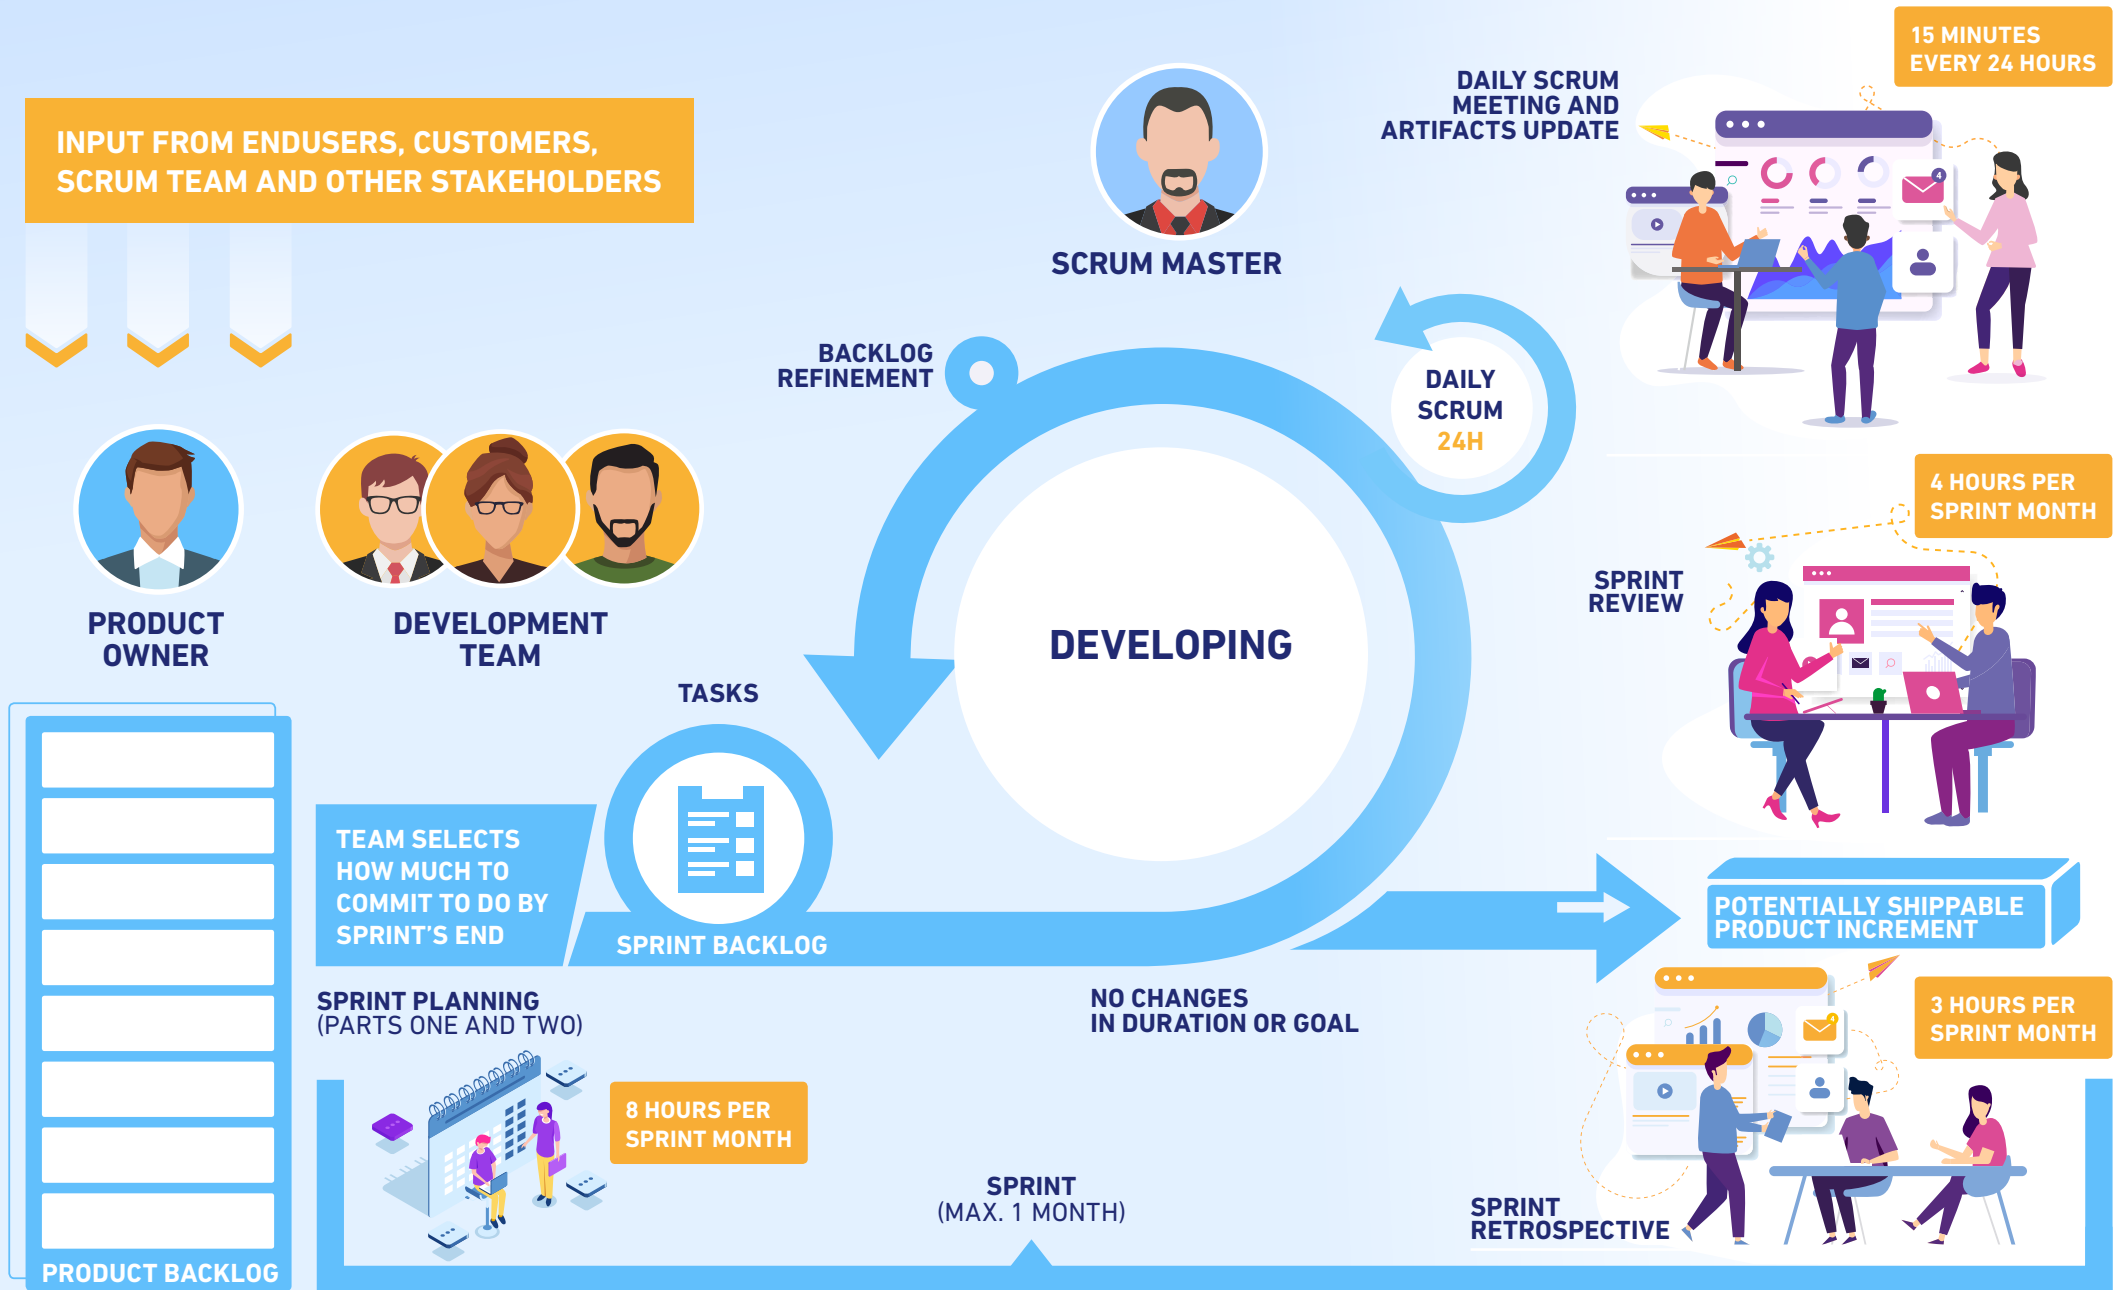 INPUT FROM ENDUSERS, CUSTOMERS,
SCRUM TEAM AND OTHER STAKEHOLDERS
SCRUM MASTER
DAILY SCRUM
MEETING AND
ARTIFACTS UPDATE
15 MINUTES
EVERY 24 HOURS
4
BACKLOG
REFINEMENT
DAILY
SCRUM
24H
PRODUCT
OWNER
DEVELOPMENT
TEAM
DEVELOPING
4 HOURS PER
SPRINT MONTH
SPRINT
REVIEW
TASKS
TEAM SELECTS
HOW MUCH TO
COMMIT TO DO BY
SPRINT'S END
SPRINT BACKLOG
POTENTIALLY SHIPPABLE
PRODUCT INCREMENT
SPRINT PLANNING
(PARTS ONE AND TWO)
NO CHANGES
IN DURATION OR GOAL
3 HOURS PER
SPRINT MONTH
8 HOURS PER
SPRINT MONTH
SPRINT
(MAX. 1 MONTH)
SPRINT
RETROSPECTIVE
PRODUCT BACKLOG